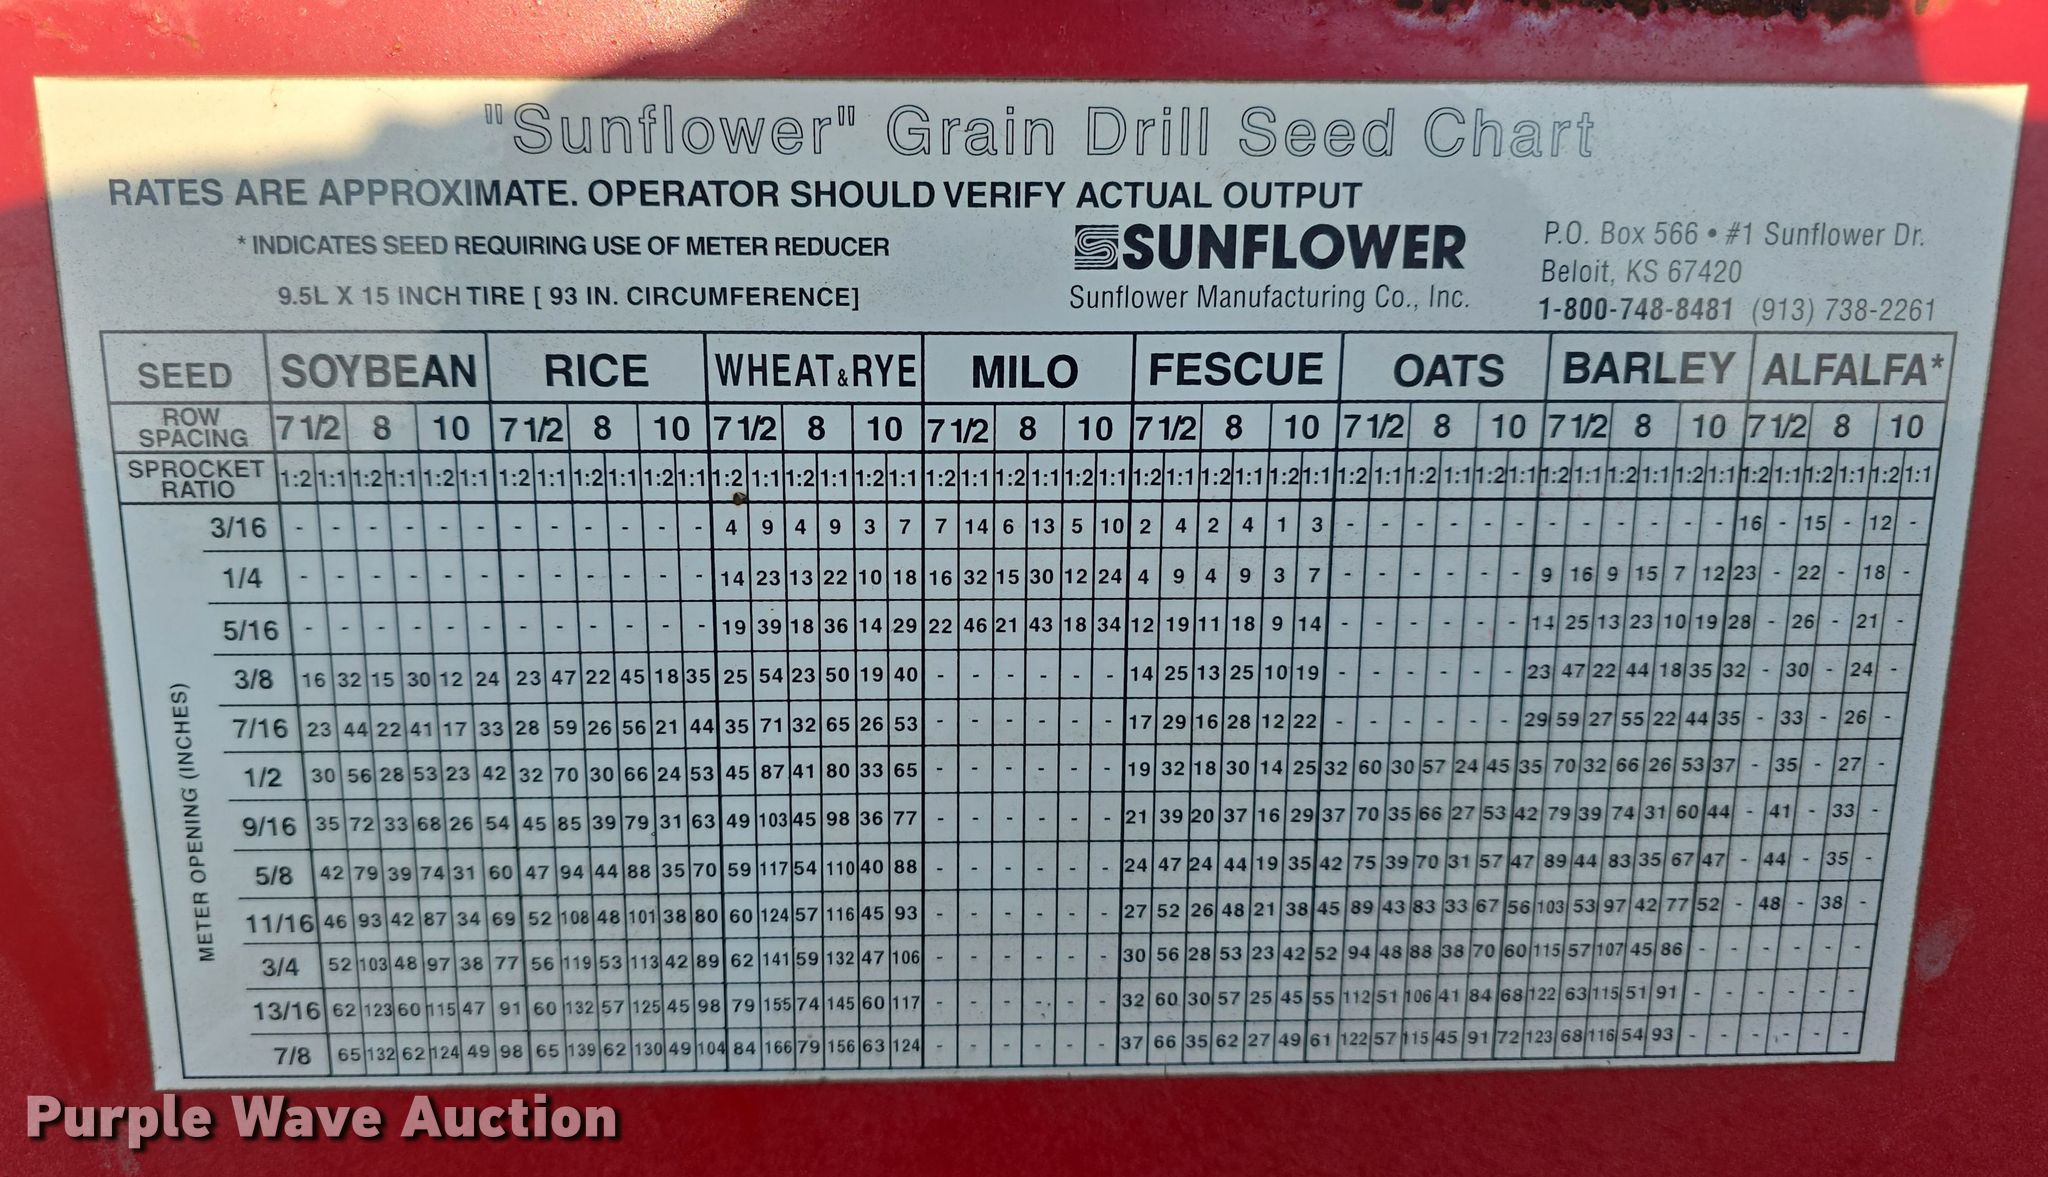 "Sunflower" Grain Drill Seed Chart
RATES ARE APPROXIMATE. OPERATOR SHOULD VERIFY ACTUAL OUTPUT
* INDICATES SEED REQUIRING USE OF METER REDUCER
9.5L X 15 INCH TIRE [ 93 IN. CIRCUMFERENCE]
SUNFLOWER
Sunflower Manufacturing Co., Inc.
P.O. Box 566 • #1 Sunflower Dr.
Beloit, KS 67420
1-800-748-8481 (913) 738-2261
SEED SOYBEAN RICE WHEAT & RYE MILO FESCUE OATS BARLEY ALFALFA*
ROW SPACING 7 1/2 8 10 7 1/2 8 10 7 1/2 8 10 7 1/2 8 10 7 1/2 8 10 7 1/2 8 10 7 1/2 8 10 7 1/2 8 10
SPROCKET RATIO 1:2 1:1 1:2 1:1 1:2 1:1 1:2 1:1 1:2 1:1 1:2 1:1 1:2 1:1 1:2 1:1 1:2 1:1 1:2 1:1 1:2 1:1 1:2 1:1 1:2 1:1 1:2 1:1 1:2 1:1 1:2 1:1 1:2 1:1 1:2 1:1 1:2 1:1 1:2 1:1 1:2 1:1 1:2 1:1 1:2 1:1 1:2 1:1
METER OPENING (INCHES)
3/16 - - - - - - - - - - - - 4 9 4 9 3 7 7 14 6 13 5 10 2 4 2 4 1 3 - - - - - - - - - - - - 16 - 15 - 12 -
1/4 - - - - - - - - - - - - 14 23 13 22 10 18 16 32 15 30 12 24 4 9 4 9 3 7 - - - - - - 9 16 9 15 7 12 23 - 22 - 18 -
5/16 - - - - - - - - - - - - 19 39 18 36 14 29 22 46 21 43 18 34 12 19 11 18 9 14 - - - - - - 14 25 13 23 10 19 28 - 26 - 21 -
3/8 16 32 15 30 12 24 23 47 22 45 18 35 25 54 23 50 19 40 - - - - - - 14 25 13 25 10 19 - - - - - - 23 47 22 44 18 35 32 - 30 - 24 -
7/16 23 44 22 41 17 33 28 59 26 56 21 44 35 71 32 65 26 53 - - - - - - 17 29 16 28 12 22 - - - - - - 29 59 27 55 22 44 35 - 33 - 26 -
1/2 30 56 28 53 23 42 32 70 30 66 24 53 45 87 41 80 33 65 - - - - - - 19 32 18 30 14 25 32 60 30 57 24 45 35 70 32 66 26 53 37 - 35 - 27 -
9/16 35 72 33 68 26 54 45 85 39 79 31 63 49 103 45 98 36 77 - - - - - - 21 39 20 37 16 29 37 70 35 66 27 53 42 79 39 74 31 60 44 - 41 - 33 -
5/8 42 79 39 74 31 60 47 94 44 88 35 70 59 117 54 110 40 88 - - - - - - 24 47 24 44 19 35 42 75 39 70 31 57 47 89 44 83 35 67 47 - 44 - 35 -
11/16 46 93 42 87 34 69 52 108 48 101 38 80 60 124 57 116 45 93 - - - - - - 27 52 26 48 21 38 45 89 43 83 33 67 56 103 53 97 42 77 52 - 48 - 38 -
3/4 52 103 48 97 38 77 56 119 53 113 42 89 62 141 59 132 47 106 - - - - - - 30 56 28 53 23 42 52 94 48 88 38 70 60 115 57 107 45 86 - - - - - -
13/16 62 123 60 115 47 91 60 132 57 125 45 98 79 155 74 145 60 117 - - - - - - 32 60 30 57 25 45 55 112 51 106 41 84 68 122 63 115 51 91 - - - - - -
7/8 65 132 62 124 49 98 65 139 62 130 49 104 84 166 79 156 63 124 - - - - - - 37 66 35 62 27 49 61 122 57 115 45 91 72 123 68 116 54 93 - - - - - -
Purple Wave Auction